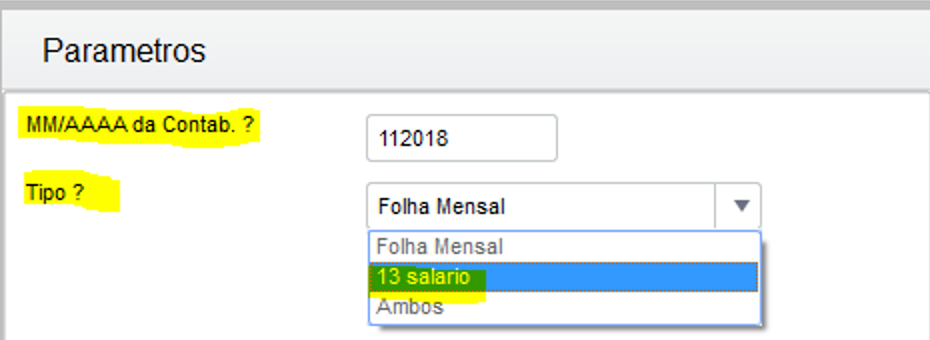 Parametros
MM/AAAA da Contab. ?
112018
Tipo ?
Folha Mensal
Folha Mensal
13 salario
Ambos